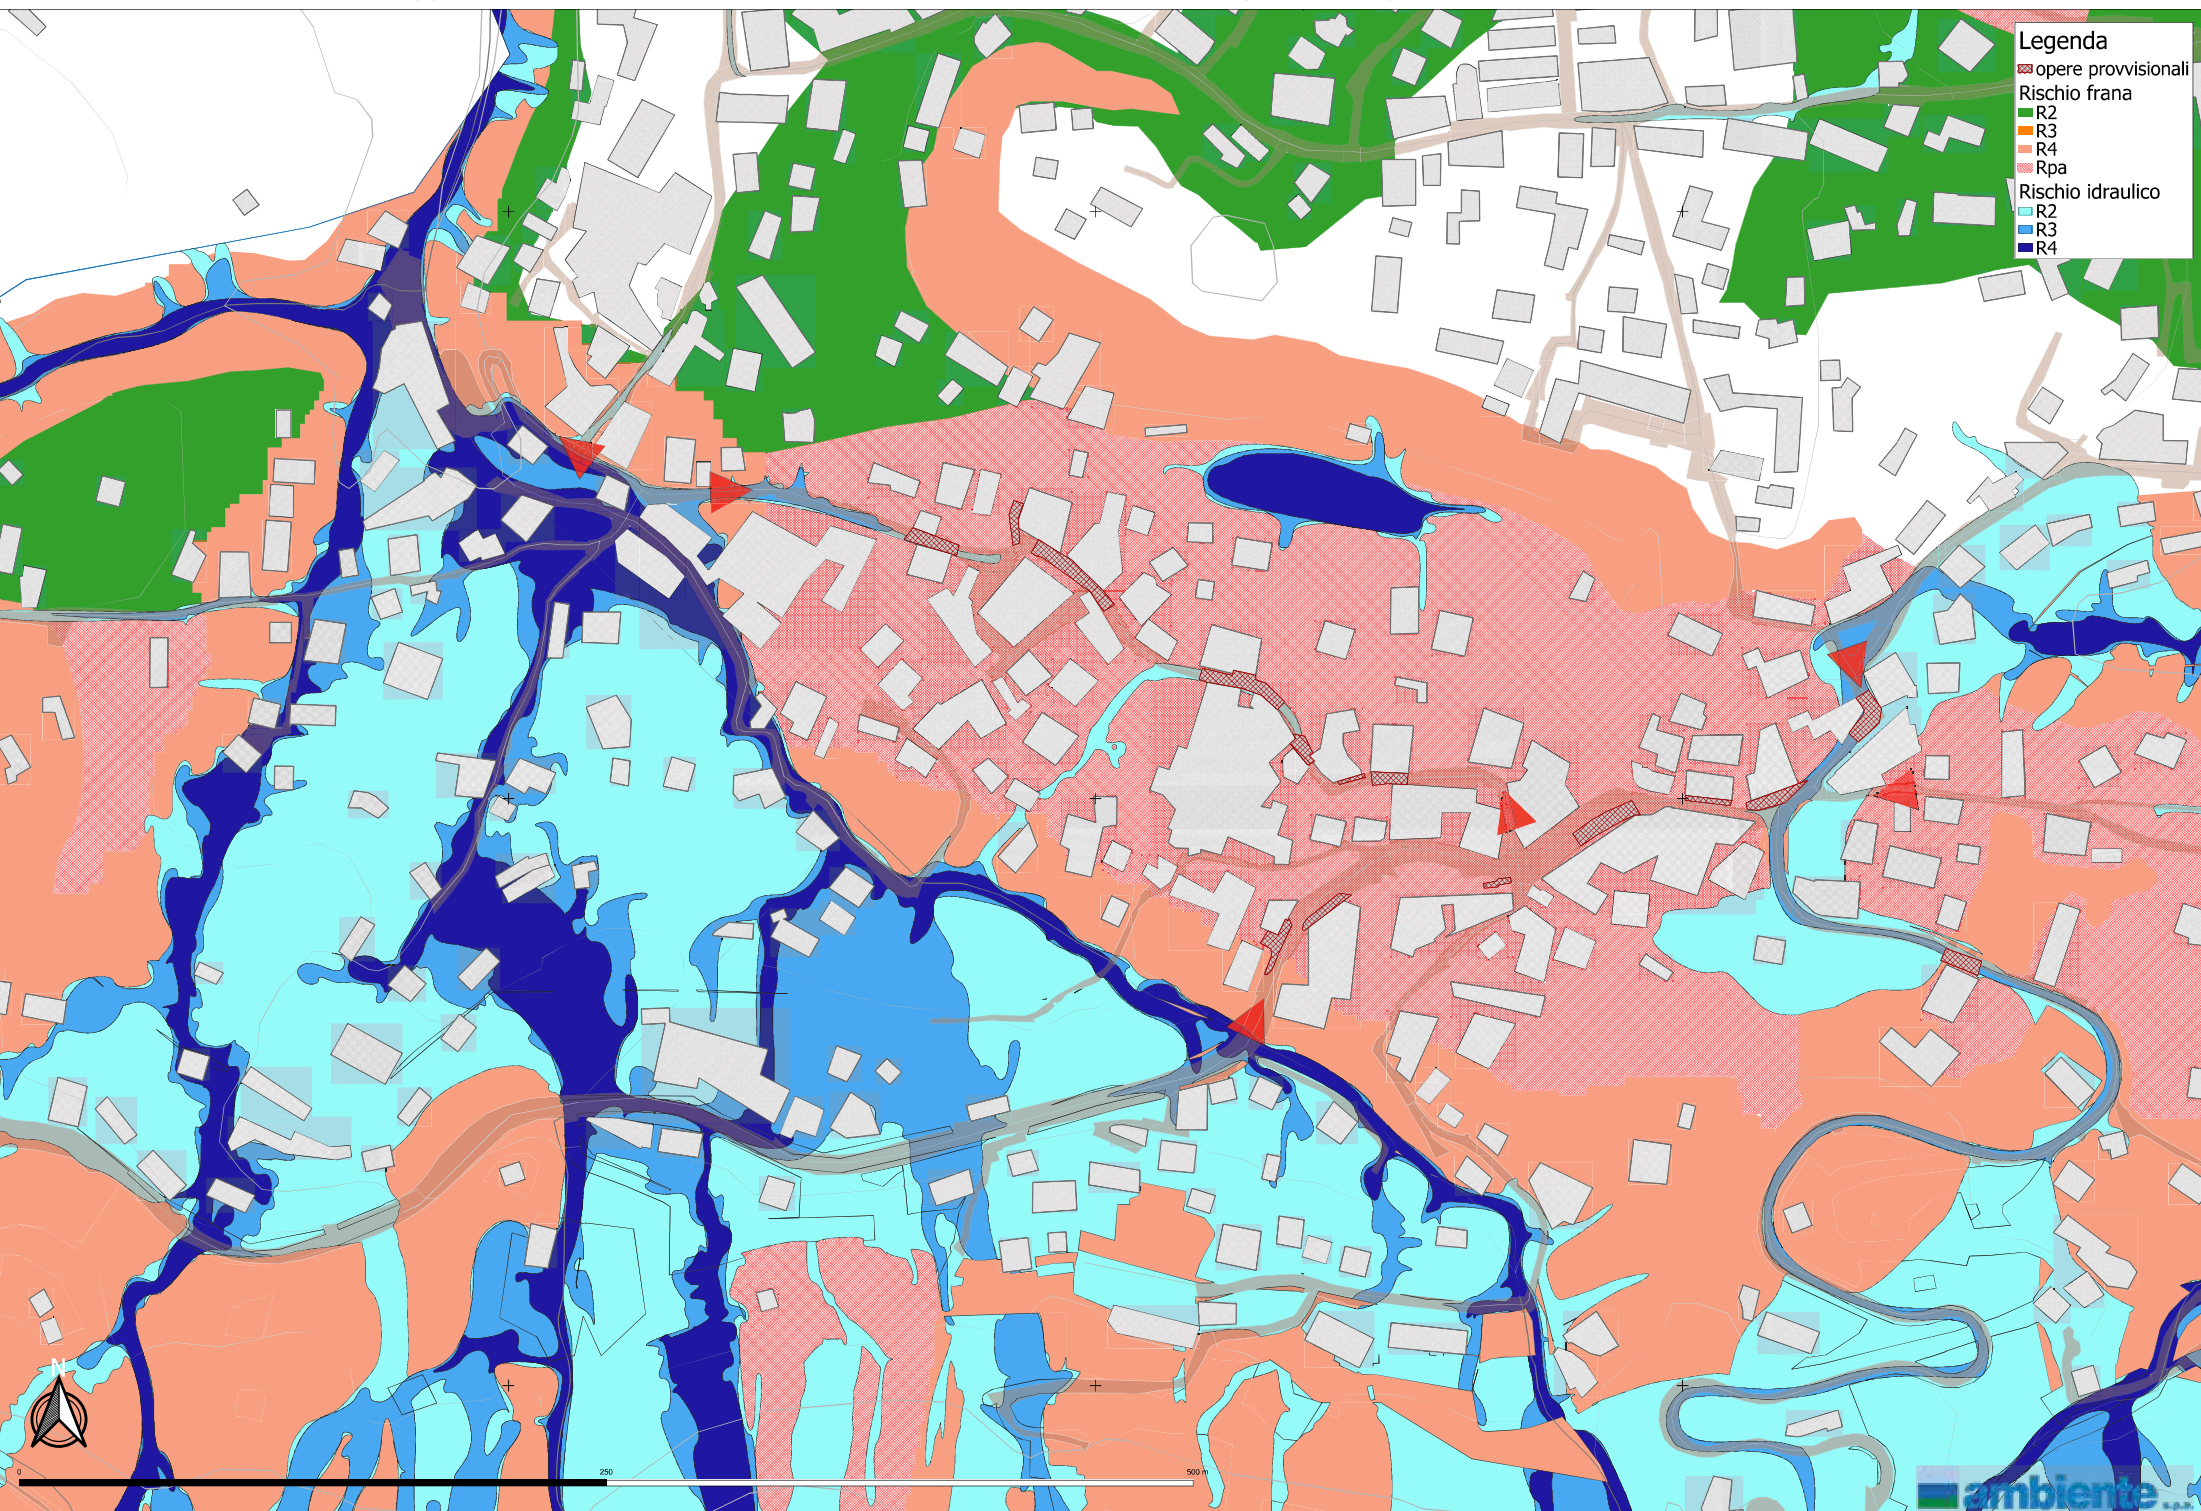 Legenda
opere provvisionali
Rischio frana
R2
R3
R4
Rpa
Rischio idraulico
R2
R3
R4
N
0 250 500 m
ambiente
s.p.a.